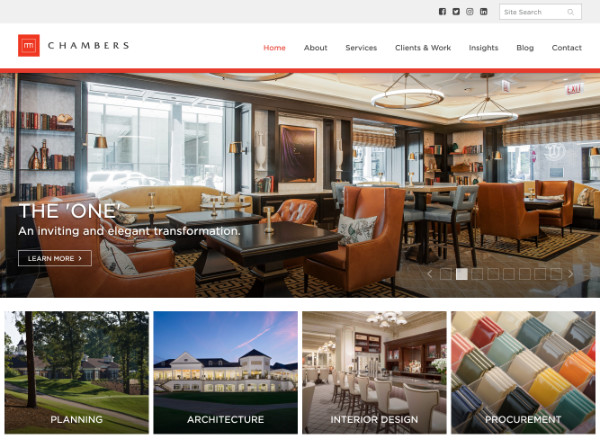 Site Search
CHAMBERS
Home About Services Clients & Work Insights Blog Contact
EXIT
THE 'ONE'
An inviting and elegant transformation.
LEARN MORE >
PLANNING
ARCHITECTURE
INTERIOR DESIGN
PROCUREMENT